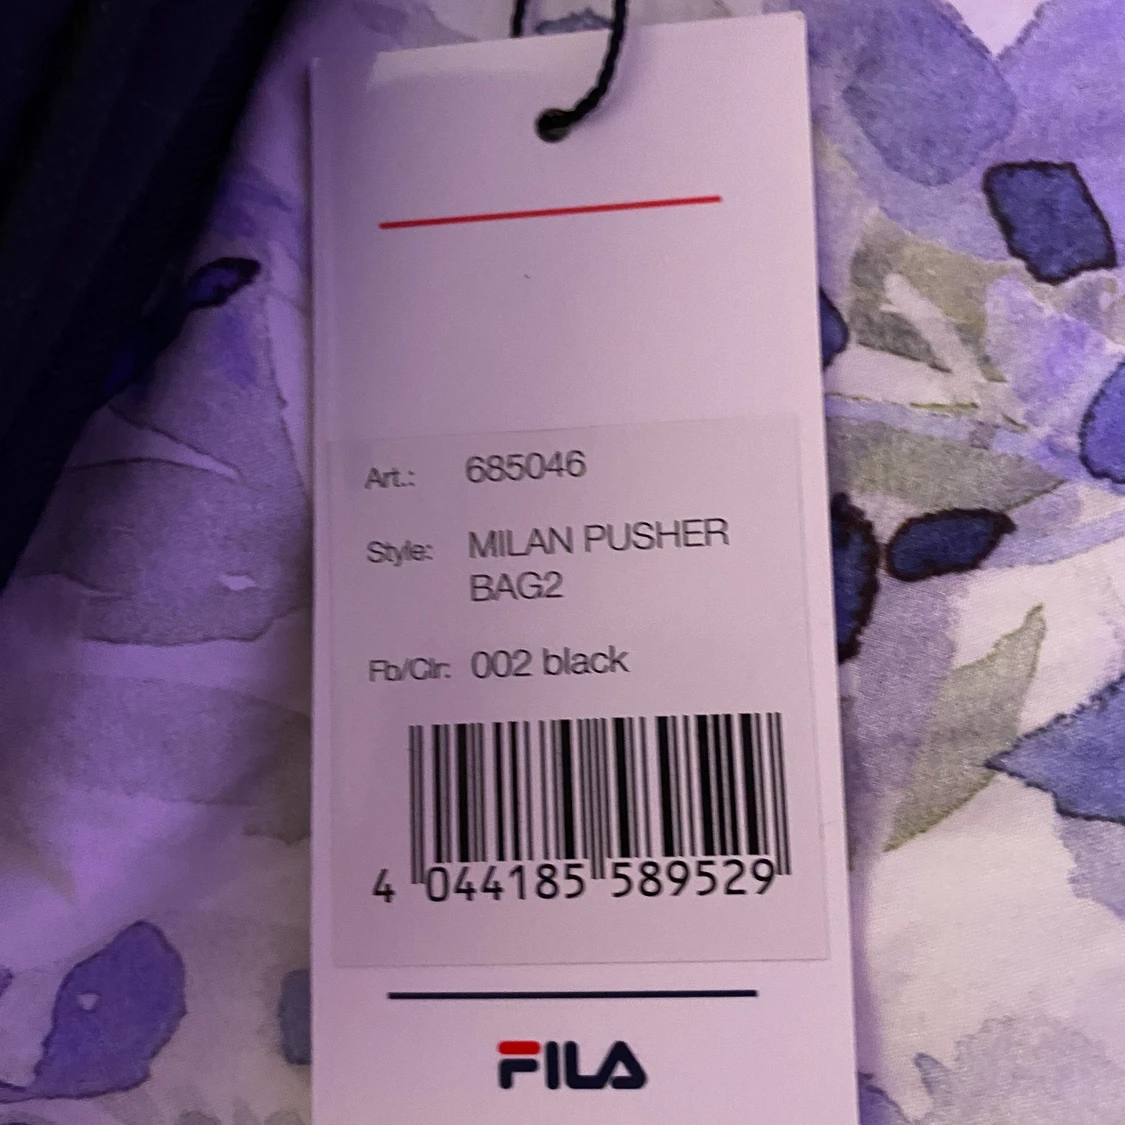 Art.: 685046
Style: MILAN PUSHER
BAG2
Fb/Clr: 002 black
4 044185 589529
FILA